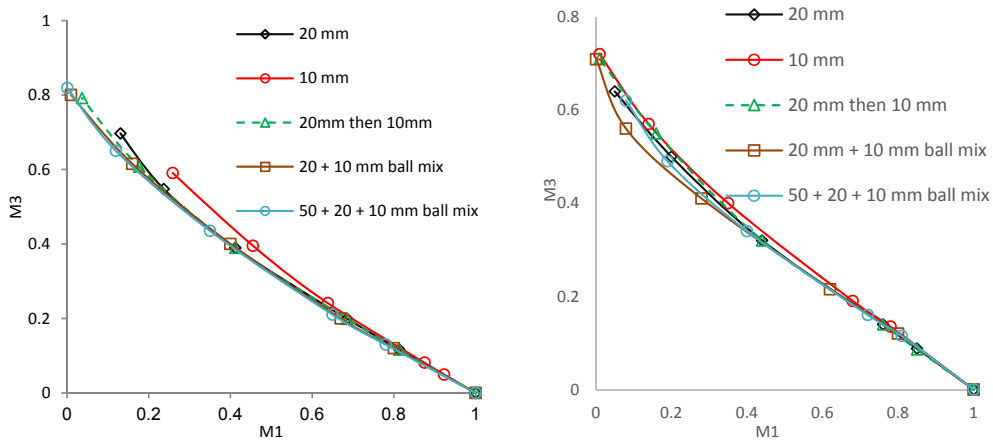 1
0.8
0.6
0.4
0.2
0
M3
0 0.2 0.4 0.6 0.8 1
M1
20 mm
10 mm
20mm then 10mm
20 + 10 mm ball mix
50 + 20 + 10 mm ball mix
0.8
0.6
0.4
0.2
0
M3
0 0.2 0.4 0.6 0.8 1
M1
20 mm
10 mm
20 mm then 10 mm
20 mm + 10 mm ball mix
50 + 20 + 10 mm ball mix